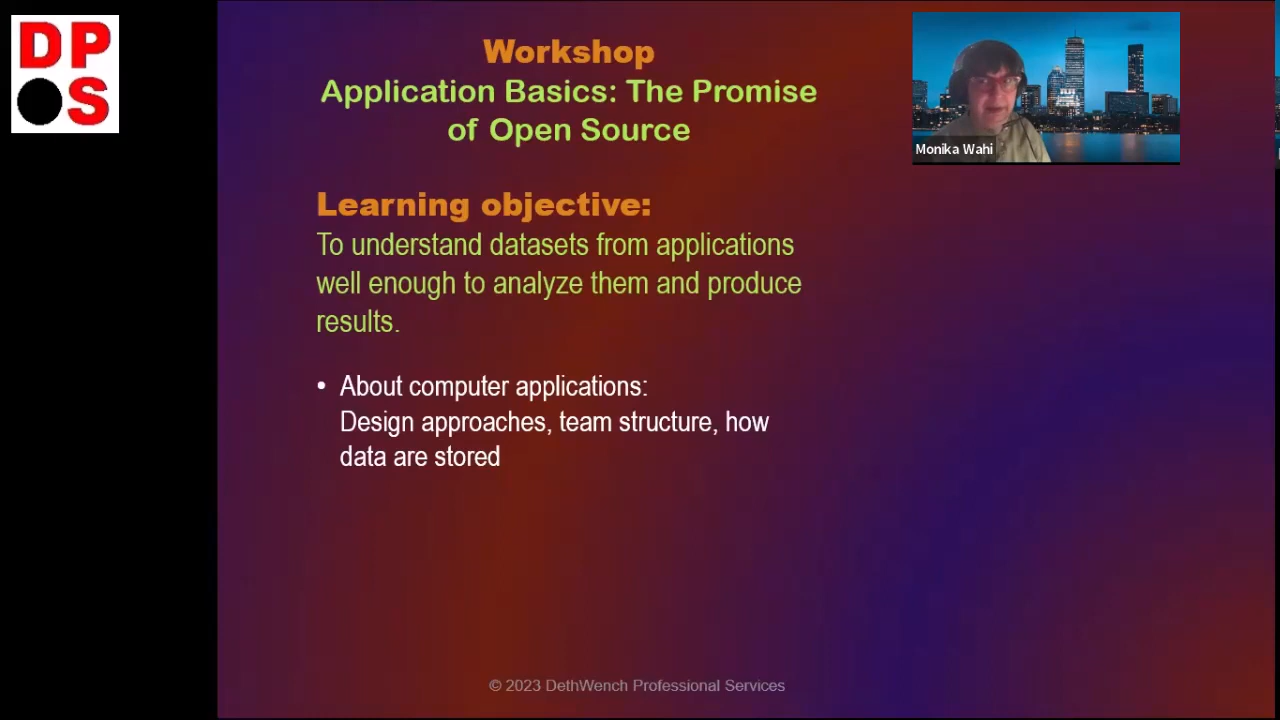 DP
S
Workshop
Application Basics: The Promise
of Open Source
Monika Wahi
Learning objective:
To understand datasets from applications
well enough to analyze them and produce
results.
• About computer applications:
Design approaches, team structure, how
data are stored
© 2023 DethWench Professional Services